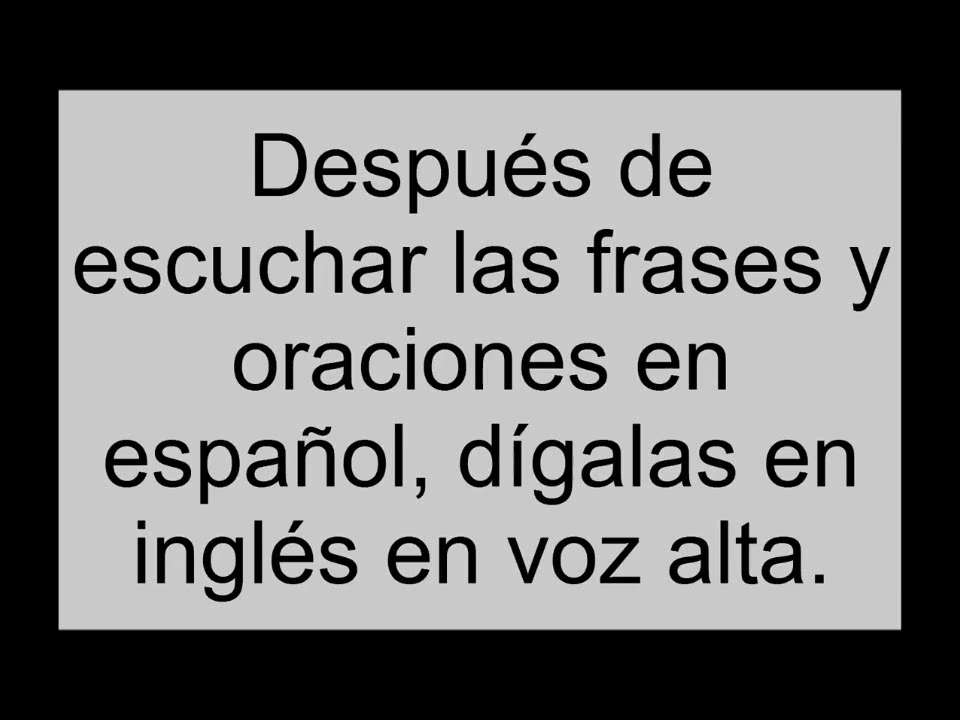 Después de
escuchar las frases y
oraciones en
español, dígalas en
inglés en voz alta.